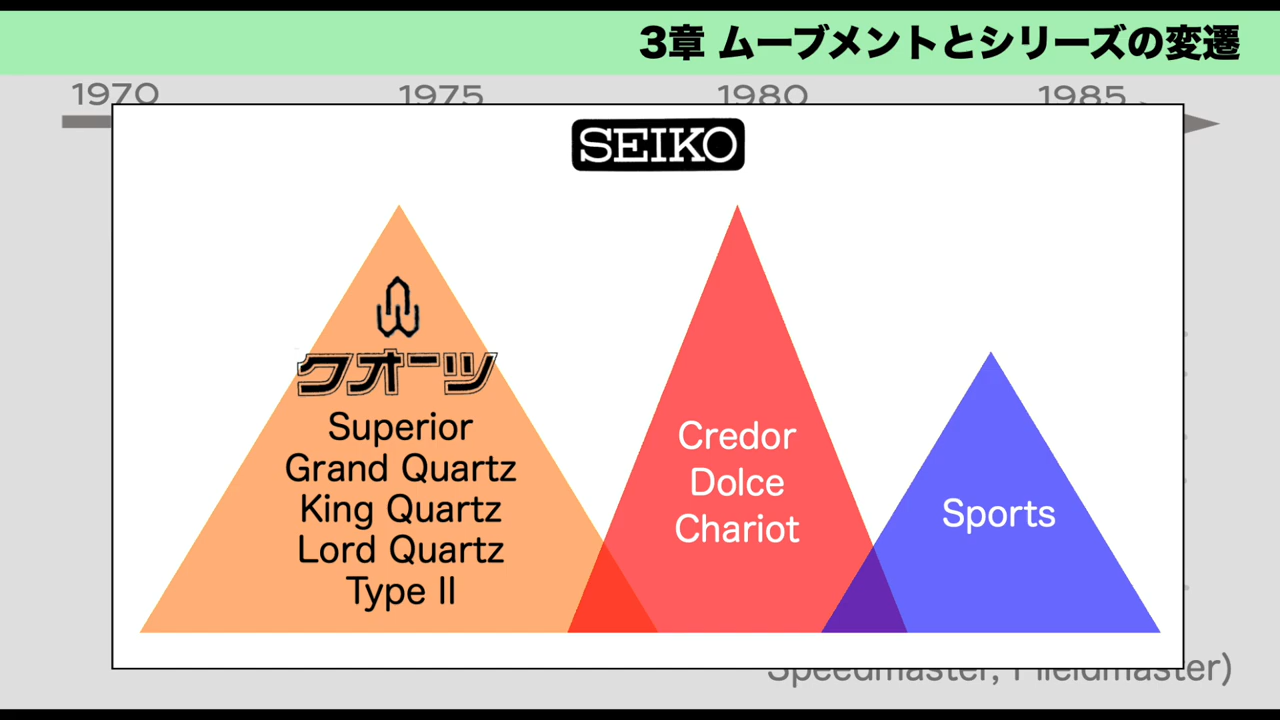 3章 ムーブメントとシリーズの変遷
1970
1975
1980
1985
SEIKO
クオーツ
Superior
Grand Quartz
King Quartz
Lord Quartz
Type II
Credor
Dolce
Chariot
Sports
Speedmaster, Fieldmaster)